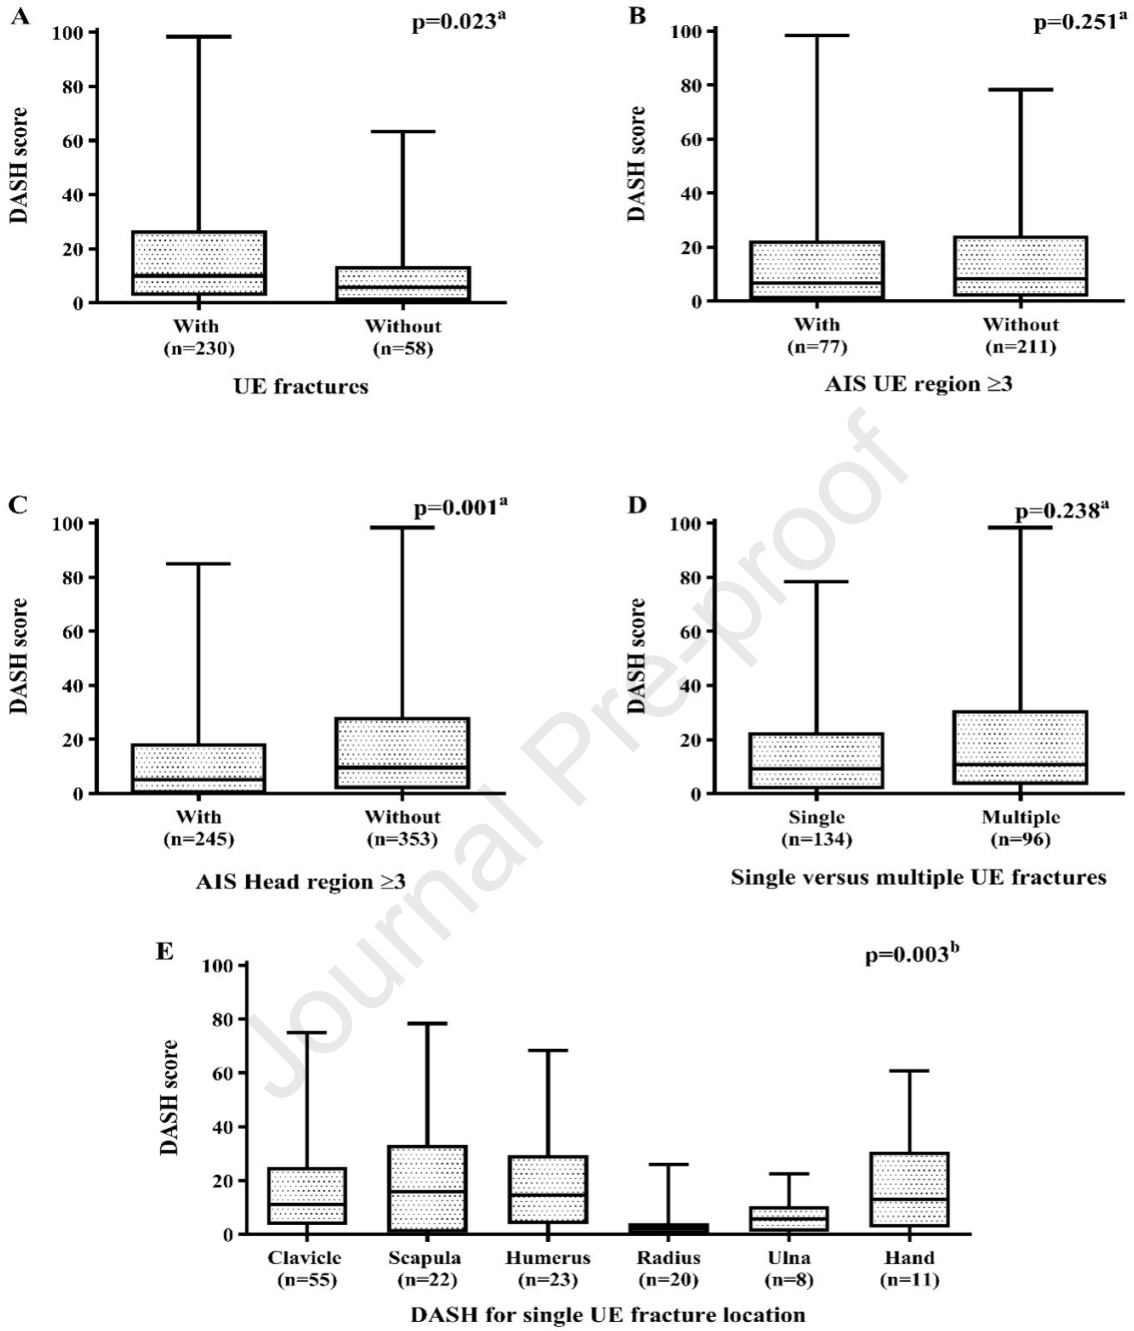 A
p=0.023a
100
80
60
40
20
0
DASH score
With
Without
(n=230)
(n=58)
UE fractures
B
p=0.251a
100
80
60
40
20
0
DASH score
With
Without
(n=77)
(n=211)
AIS UE region ≥3
C
p=0.001a
100
80
60
40
20
0
DASH score
With
Without
(n=245)
(n=353)
AIS Head region ≥3
D
p=0.238a
100
80
60
40
20
0
DASH score
Single
Multiple
(n=134)
(n=96)
Single versus multiple UE fractures
E
p=0.003b
100
80
60
40
20
0
DASH score
Clavicle
Scapula
Humerus
Radius
Ulna
Hand
(n=55)
(n=22)
(n=23)
(n=20)
(n=8)
(n=11)
DASH for single UE fracture location
Journal Pre-proof